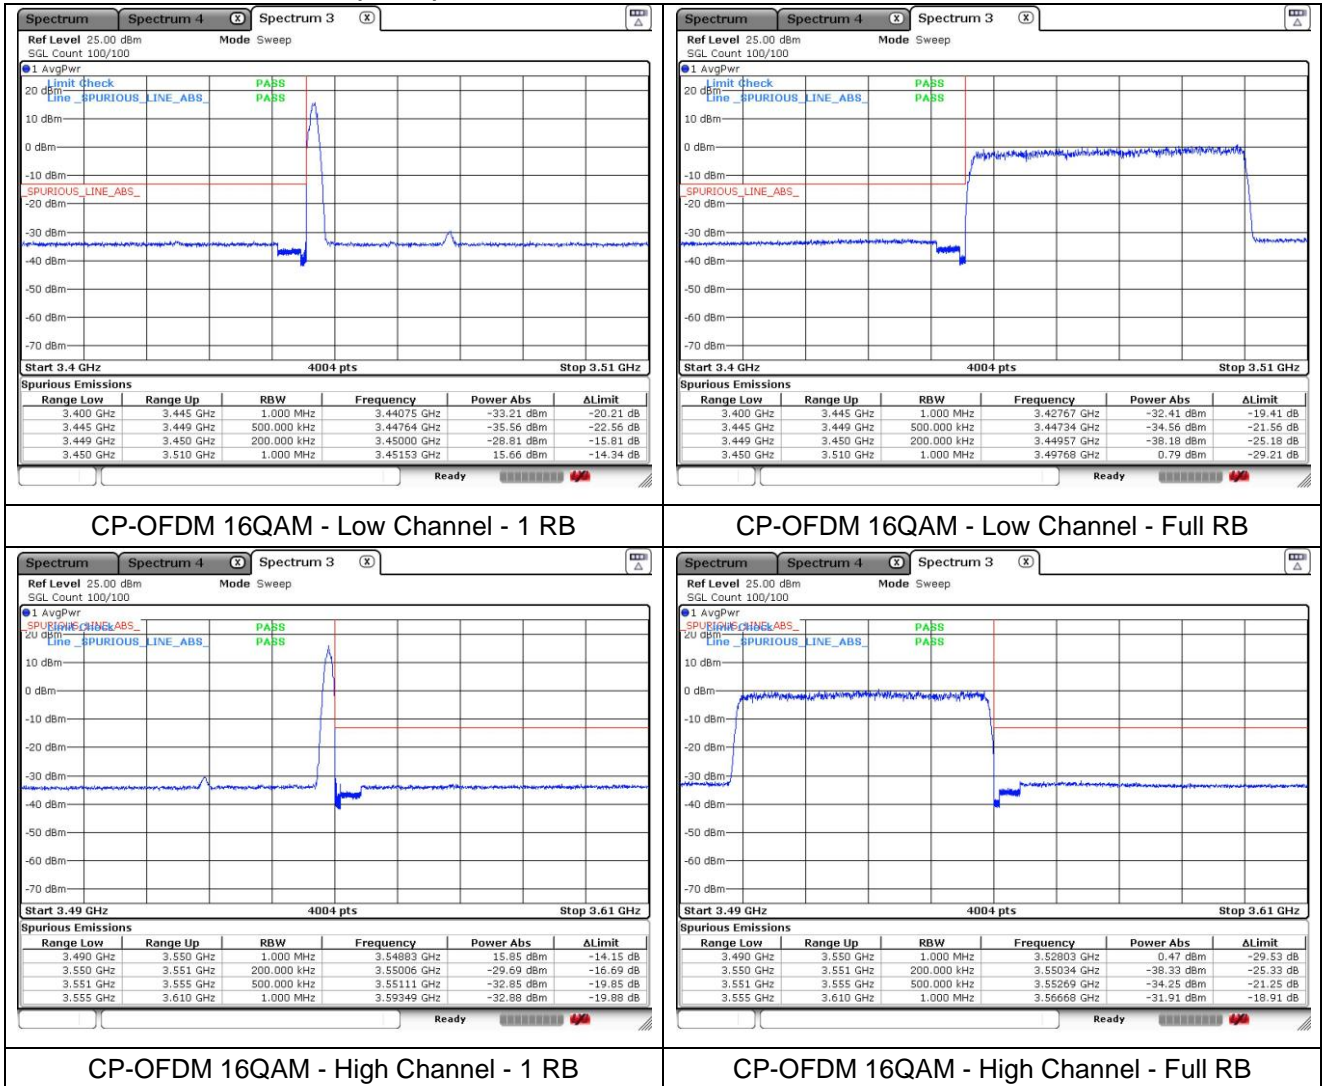 Spectrum Spectrum 4 X Spectrum 3 X
Ref Level 25.00 dBm Mode Sweep
SGL Count 100/100
1 AvgPwr
Limit Check PASS
20 dBm
Line _SPURIOUS_LINE_ABS_ PASS
10 dBm
0 dBm
-10 dBm
_SPURIOUS_LINE_ABS_
-20 dBm
-30 dBm
-40 dBm
-50 dBm
-60 dBm
-70 dBm
Start 3.4 GHz 4004 pts Stop 3.51 GHz
Spurious Emissions
Range Low Range Up RBW Frequency Power Abs ΔLimit
3.400 GHz 3.445 GHz 1.000 MHz 3.44075 GHz -33.21 dBm -20.21 dB
3.445 GHz 3.449 GHz 500.000 kHz 3.44764 GHz -35.56 dBm -22.56 dB
3.449 GHz 3.450 GHz 200.000 kHz 3.45000 GHz -28.81 dBm -15.81 dB
3.450 GHz 3.510 GHz 1.000 MHz 3.45153 GHz 15.66 dBm -14.34 dB
Ready
CP-OFDM 16QAM - Low Channel - 1 RB
Spectrum Spectrum 4 X Spectrum 3 X
Ref Level 25.00 dBm Mode Sweep
SGL Count 100/100
1 AvgPwr
Limit Check PASS
20 dBm
Line _SPURIOUS_LINE_ABS_ PASS
10 dBm
0 dBm
-10 dBm
_SPURIOUS_LINE_ABS_
-20 dBm
-30 dBm
-40 dBm
-50 dBm
-60 dBm
-70 dBm
Start 3.4 GHz 4004 pts Stop 3.51 GHz
Spurious Emissions
Range Low Range Up RBW Frequency Power Abs ΔLimit
3.400 GHz 3.445 GHz 1.000 MHz 3.42767 GHz -32.41 dBm -19.41 dB
3.445 GHz 3.449 GHz 500.000 kHz 3.44734 GHz -34.56 dBm -21.56 dB
3.449 GHz 3.450 GHz 200.000 kHz 3.44957 GHz -38.18 dBm -25.18 dB
3.450 GHz 3.510 GHz 1.000 MHz 3.49768 GHz 0.79 dBm -29.21 dB
Ready
CP-OFDM 16QAM - Low Channel - Full RB
Spectrum Spectrum 4 X Spectrum 3 X
Ref Level 25.00 dBm Mode Sweep
SGL Count 100/100
1 AvgPwr
_SPURIOUS_LINE_ABS_
Limit Check PASS
20 dBm
Line _SPURIOUS_LINE_ABS_ PASS
10 dBm
0 dBm
-10 dBm
-20 dBm
-30 dBm
-40 dBm
-50 dBm
-60 dBm
-70 dBm
Start 3.49 GHz 4004 pts Stop 3.61 GHz
Spurious Emissions
Range Low Range Up RBW Frequency Power Abs ΔLimit
3.490 GHz 3.550 GHz 1.000 MHz 3.54883 GHz 15.85 dBm -14.15 dB
3.550 GHz 3.551 GHz 200.000 kHz 3.55006 GHz -29.69 dBm -16.69 dB
3.551 GHz 3.555 GHz 500.000 kHz 3.55111 GHz -32.85 dBm -19.85 dB
3.555 GHz 3.610 GHz 1.000 MHz 3.59349 GHz -32.88 dBm -19.88 dB
Ready
CP-OFDM 16QAM - High Channel - 1 RB
Spectrum Spectrum 4 X Spectrum 3 X
Ref Level 25.00 dBm Mode Sweep
SGL Count 100/100
1 AvgPwr
_SPURIOUS_LINE_ABS_
Limit Check PASS
20 dBm
Line _SPURIOUS_LINE_ABS_ PASS
10 dBm
0 dBm
-10 dBm
-20 dBm
-30 dBm
-40 dBm
-50 dBm
-60 dBm
-70 dBm
Start 3.49 GHz 4004 pts Stop 3.61 GHz
Spurious Emissions
Range Low Range Up RBW Frequency Power Abs ΔLimit
3.490 GHz 3.550 GHz 1.000 MHz 3.52803 GHz 0.47 dBm -29.53 dB
3.550 GHz 3.551 GHz 200.000 kHz 3.55034 GHz -38.33 dBm -25.33 dB
3.551 GHz 3.555 GHz 500.000 kHz 3.55269 GHz -34.25 dBm -21.25 dB
3.555 GHz 3.610 GHz 1.000 MHz 3.56668 GHz -31.91 dBm -18.91 dB
Ready
CP-OFDM 16QAM - High Channel - Full RB